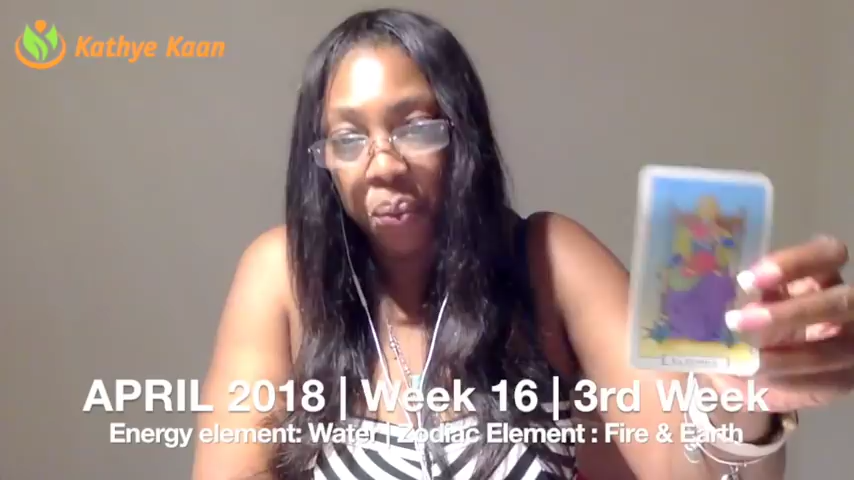 Kathye Kaan
APRIL 2018 | Week 16 | 3rd Week
Energy element: Water | Zodiac Element : Fire & Earth